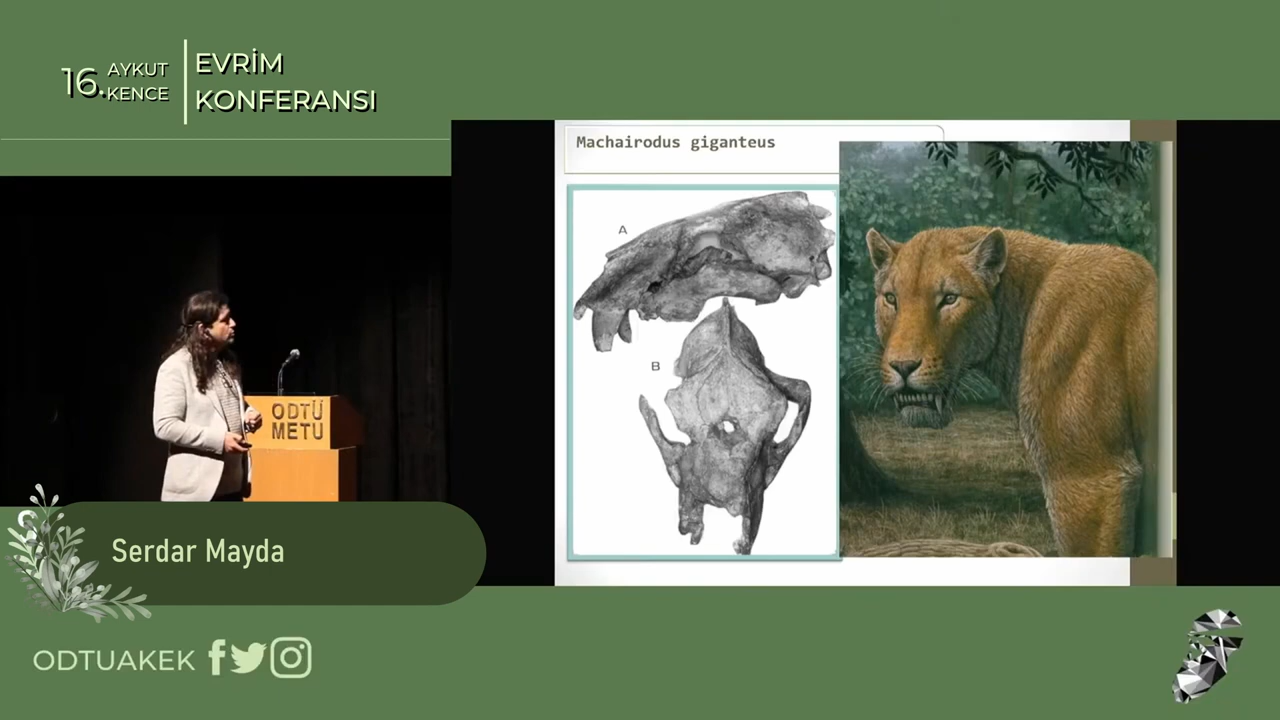 16.
AYKUT
KENCE
EVRİM
KONFERANSI
Machairodus giganteus
A
B
ODTÜ
METU
Serdar Mayda
ODTUAKEK